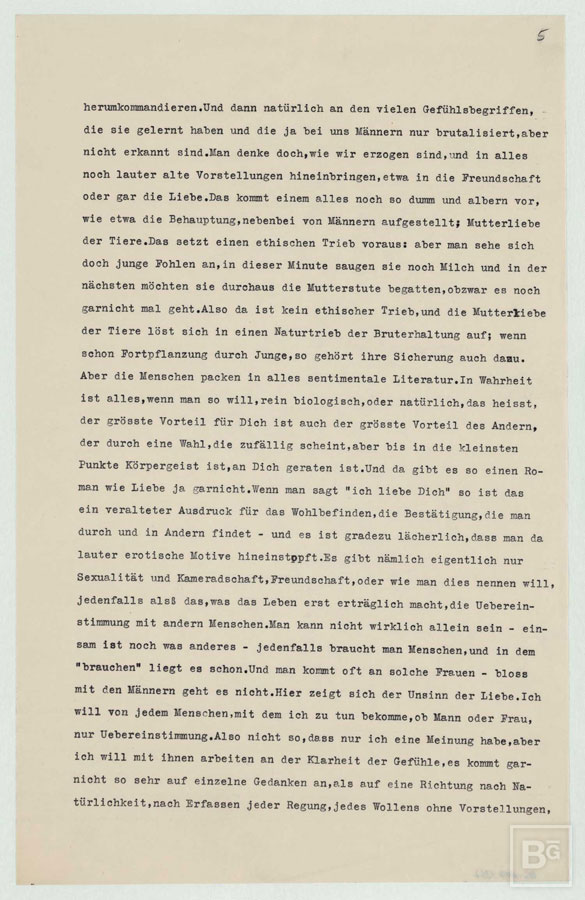 5
herumkommandieren.Und dann natürlich an den vielen Gefühlsbegriffen,
die sie gelernt haben und die ja bei uns Männern nur brutalisiert,aber
nicht erkannt sind.Man denke doch,wie wir erzogen sind,und in alles
noch lauter alte Vorstellungen hineinbringen,etwa in die Freundschaft
oder gar die Liebe.Das kommt einem alles noch so dumm und albern vor,
wie etwa die Behauptung,nebenbei von Männern aufgestellt; Mutterliebe
der Tiere.Das setzt einen ethischen Trieb voraus: aber man sehe sich
doch junge Fohlen an,in dieser Minute saugen sie noch Milch und in der
nächsten möchten sie durchaus die Mutterstute begatten,obzwar es noch
garnicht mal geht.Also da ist kein ethischer Trieb,und die Mutterliebe
der Tiere löst sich in einen Naturtrieb der Bruterhaltung auf; wenn
schon Fortpflanzung durch Junge,so gehört ihre Sicherung auch dazu.
Aber die Menschen packen in alles sentimentale Literatur.In Wahrheit
ist alles,wenn man so will,rein biologisch,oder natürlich,das heisst,
der grösste Vorteil für Dich ist auch der grösste Vorteil des Andern,
der durch eine Wahl,die zufällig scheint,aber bis in die kleinsten
Punkte Körpergeist ist,an Dich geraten ist.Und da gibt es so einen Ro-
man wie Liebe ja garnicht.Wenn man sagt "ich liebe Dich" so ist das
ein veralteter Ausdruck für das Wohlbefinden,die Bestätigung,die man
durch und in Andern findet - und es ist gradezu lächerlich,dass man da
lauter erotische Motive hineinstopft.Es gibt nämlich eigentlich nur
Sexualität und Kameradschaft,Freundschaft,oder wie man dies nennen will,
jedenfalls alsß das,was das Leben erst erträglich macht,die Ueberein-
stimmung mit andern Menschen.Man kann nicht wirklich allein sein - ein-
sam ist noch was anderes - jedenfalls braucht man Menschen,und in dem
"brauchen" liegt es schon.Und man kommt oft an solche Frauen - bloss
mit den Männern geht es nicht.Hier zeigt sich der Unsinn der Liebe.Ich
will von jedem Menschen,mit dem ich zu tun bekomme,ob Mann oder Frau,
nur Uebereinstimmung.Also nicht so,dass nur ich eine Meinung habe,aber
ich will mit ihnen arbeiten an der Klarheit der Gefühle,es kommt gar-
nicht so sehr auf einzelne Gedanken an,als auf eine Richtung nach Na-
türlichkeit,nach Erfassen jeder Regung,jedes Wollens ohne Vorstellungen,
BG